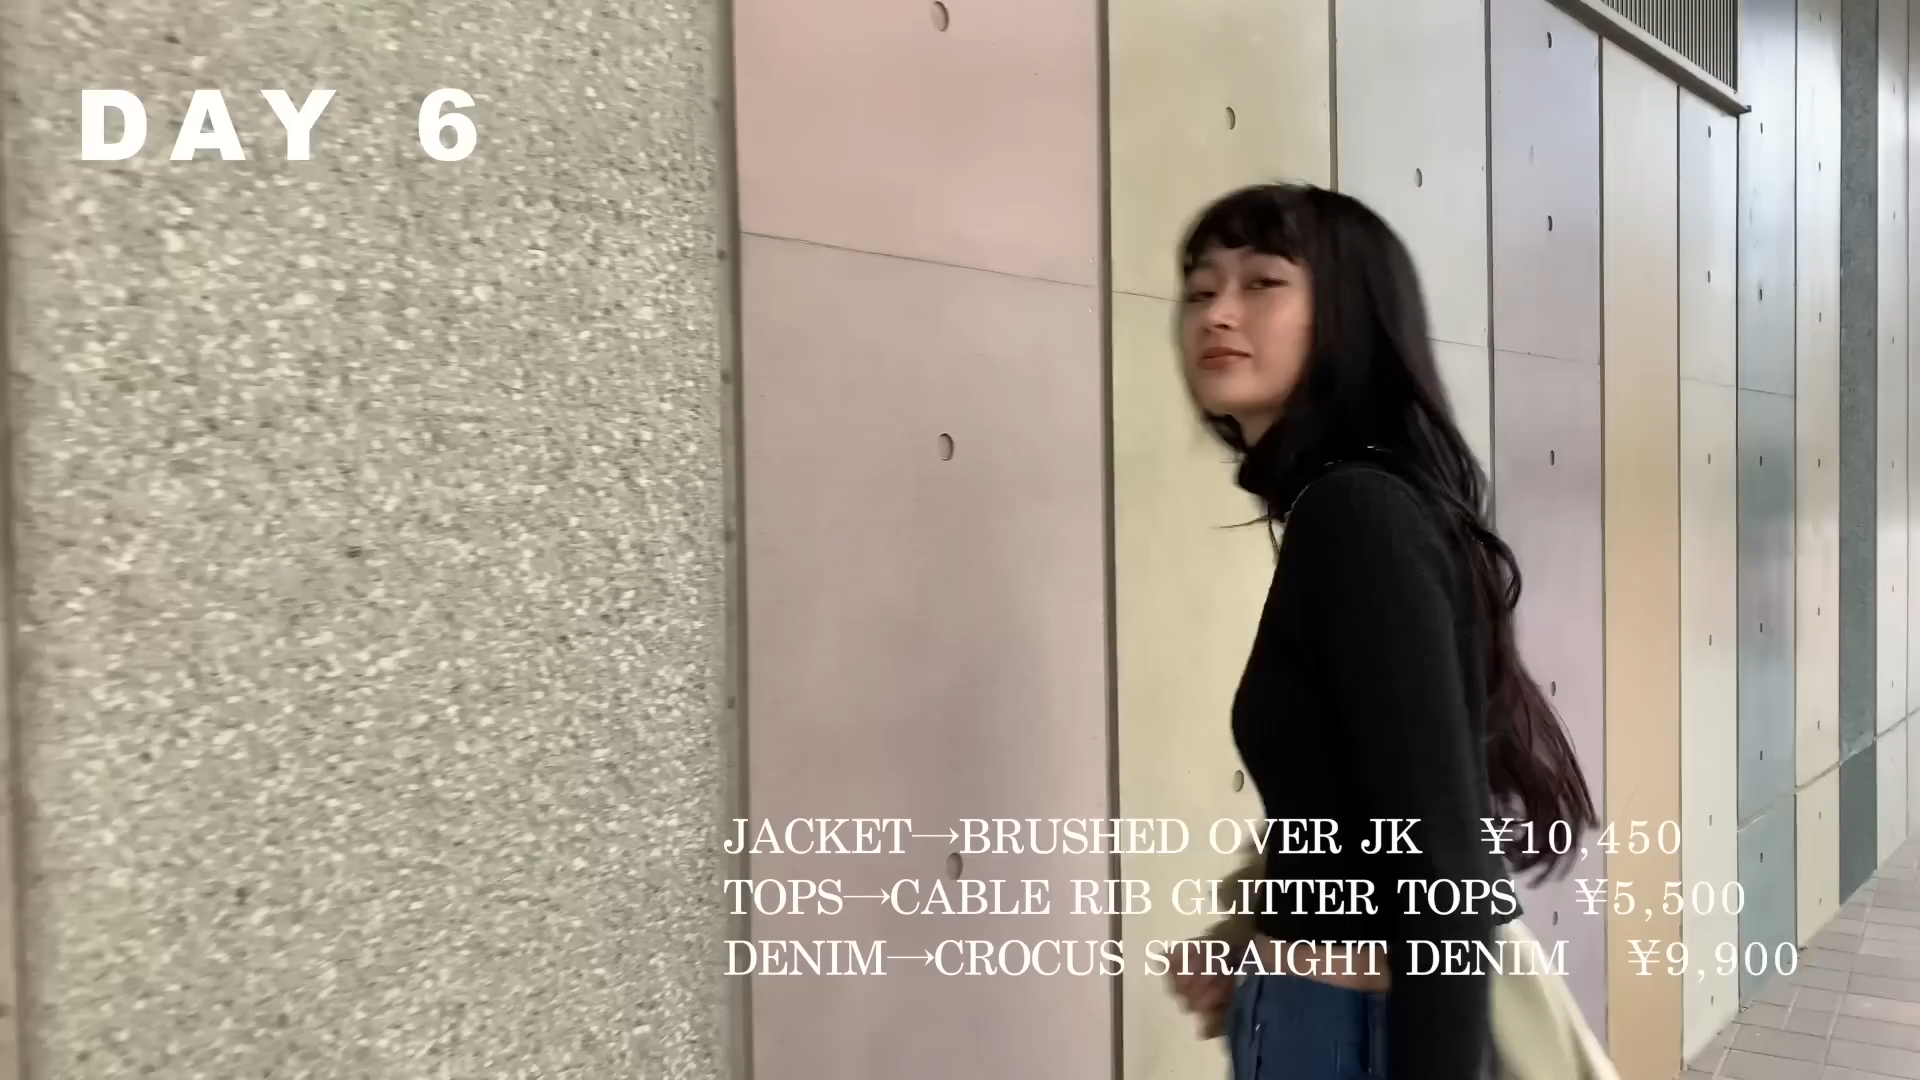 DAY 6
JACKET→BRUSHED OVER JK ¥10,450
TOPS→CABLE RIB GLITTER TOPS ¥5,500
DENIM→CROCUS STRAIGHT DENIM ¥9,900